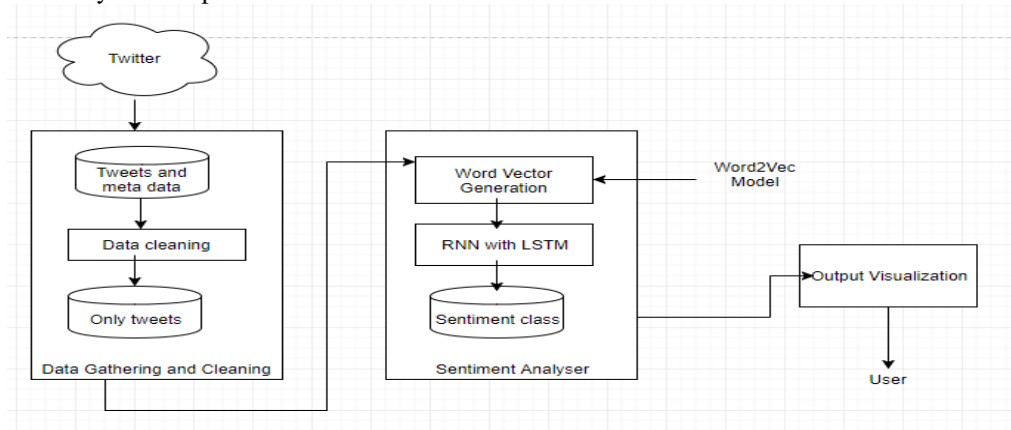 Twitter
Tweets and
meta data
Data cleaning
Only tweets
Data Gathering and Cleaning
Word Vector
Generation
RNN with LSTM
Sentiment class
Sentiment Analyser
Word2Vec
Model
Output Visualization
User